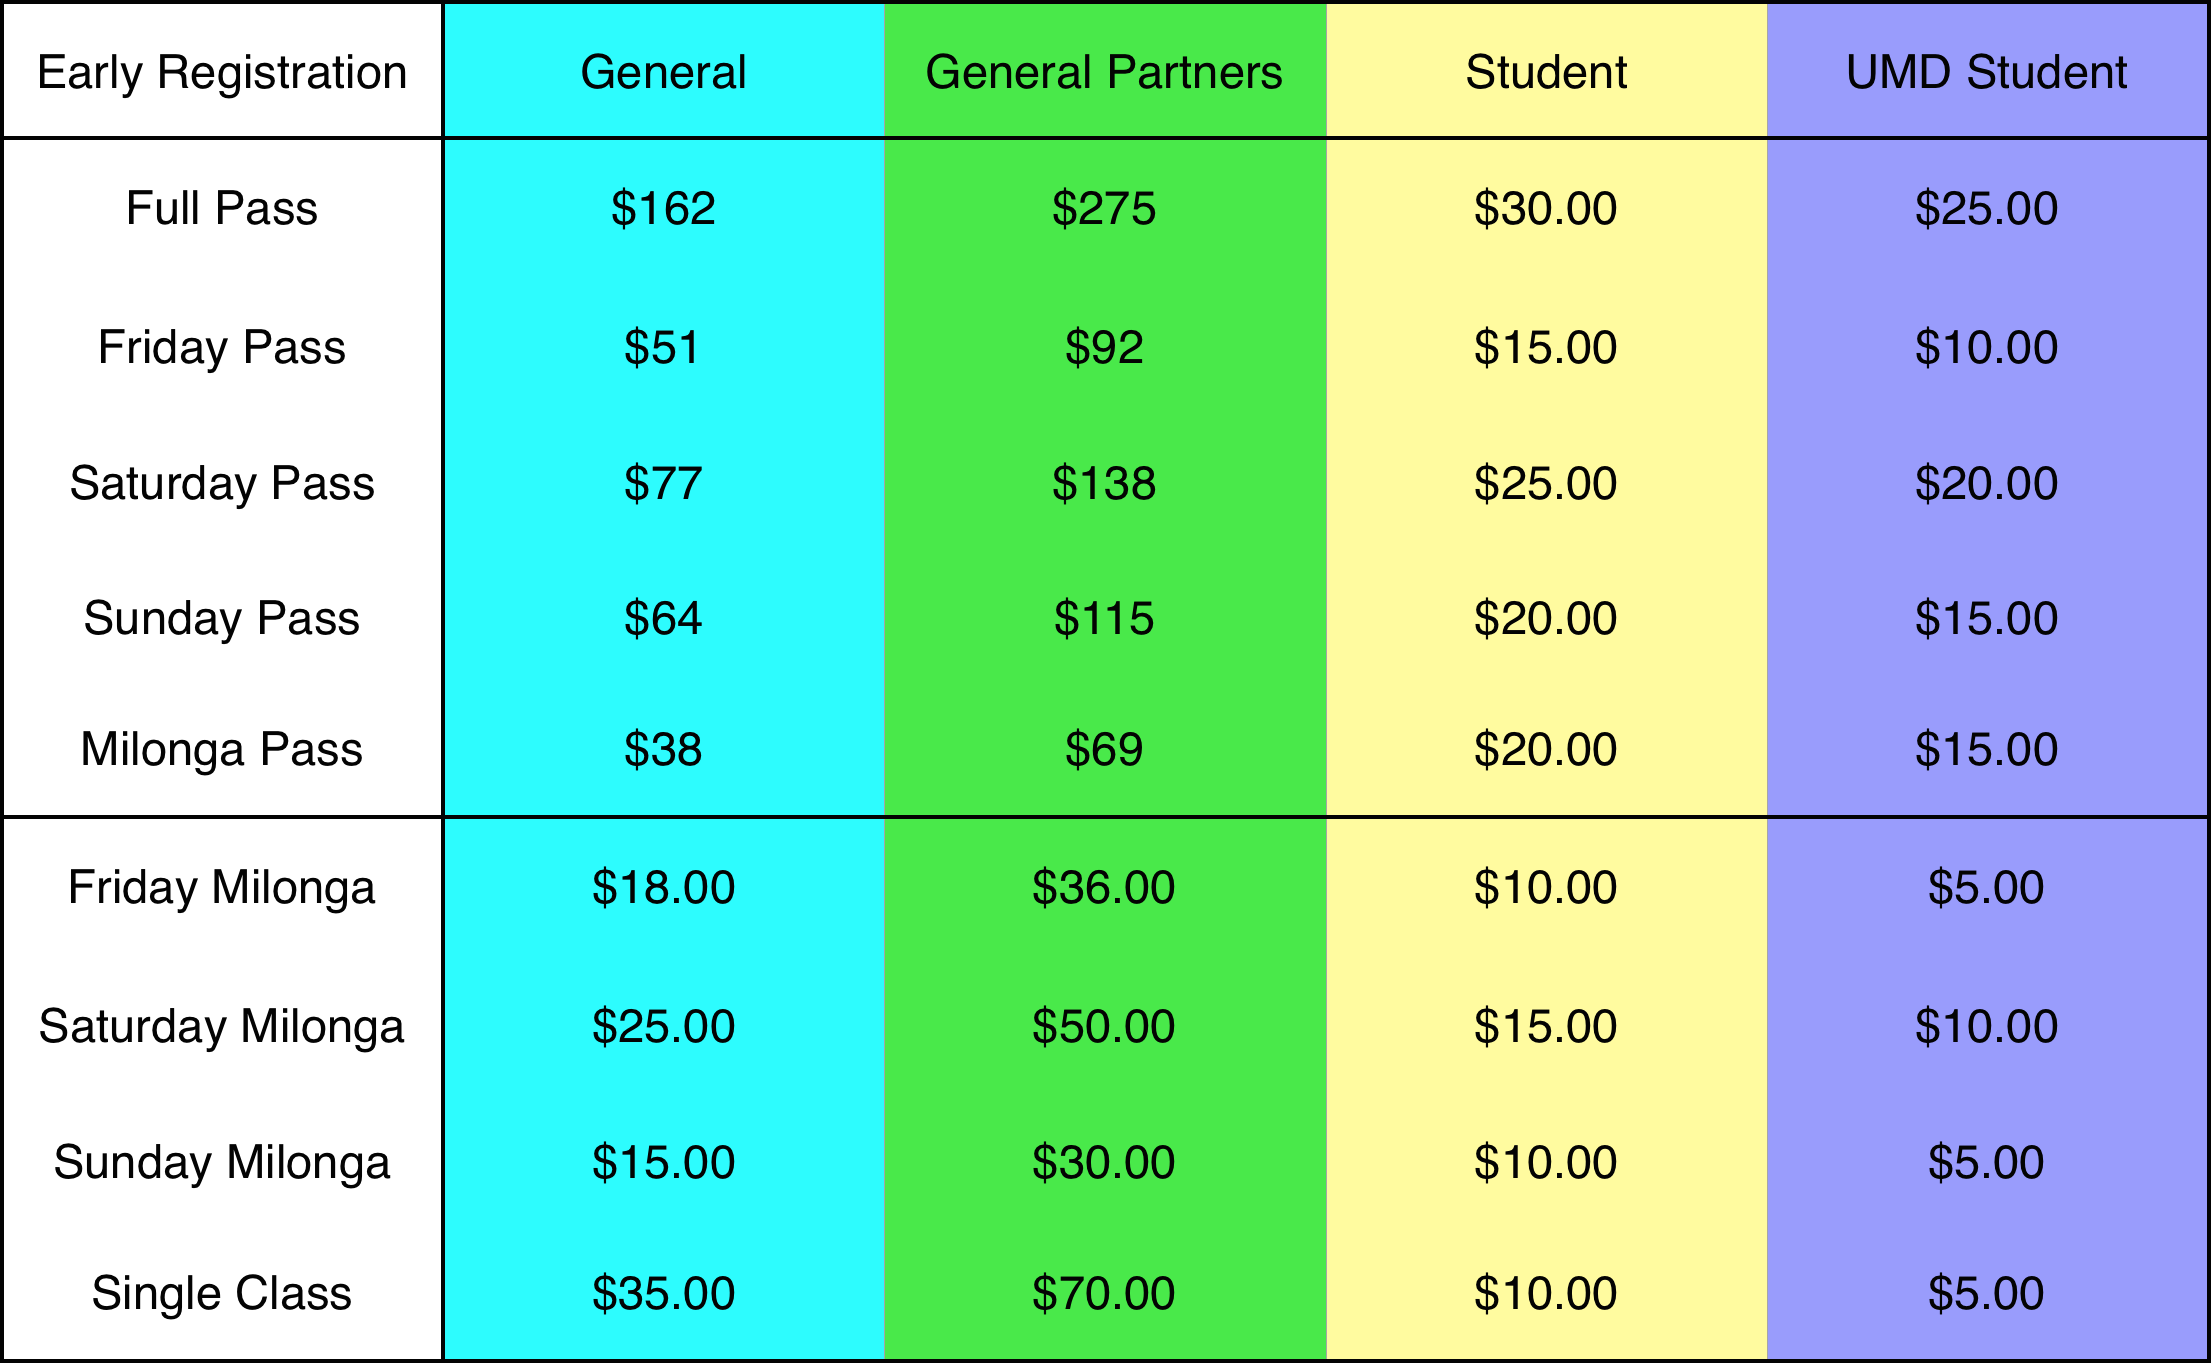 Early Registration General General Partners Student UMD Student
Full Pass $162 $275 $30.00 $25.00
Friday Pass $51 $92 $15.00 $10.00
Saturday Pass $77 $138 $25.00 $20.00
Sunday Pass $64 $115 $20.00 $15.00
Milonga Pass $38 $69 $20.00 $15.00
Friday Milonga $18.00 $36.00 $10.00 $5.00
Saturday Milonga $25.00 $50.00 $15.00 $10.00
Sunday Milonga $15.00 $30.00 $10.00 $5.00
Single Class $35.00 $70.00 $10.00 $5.00